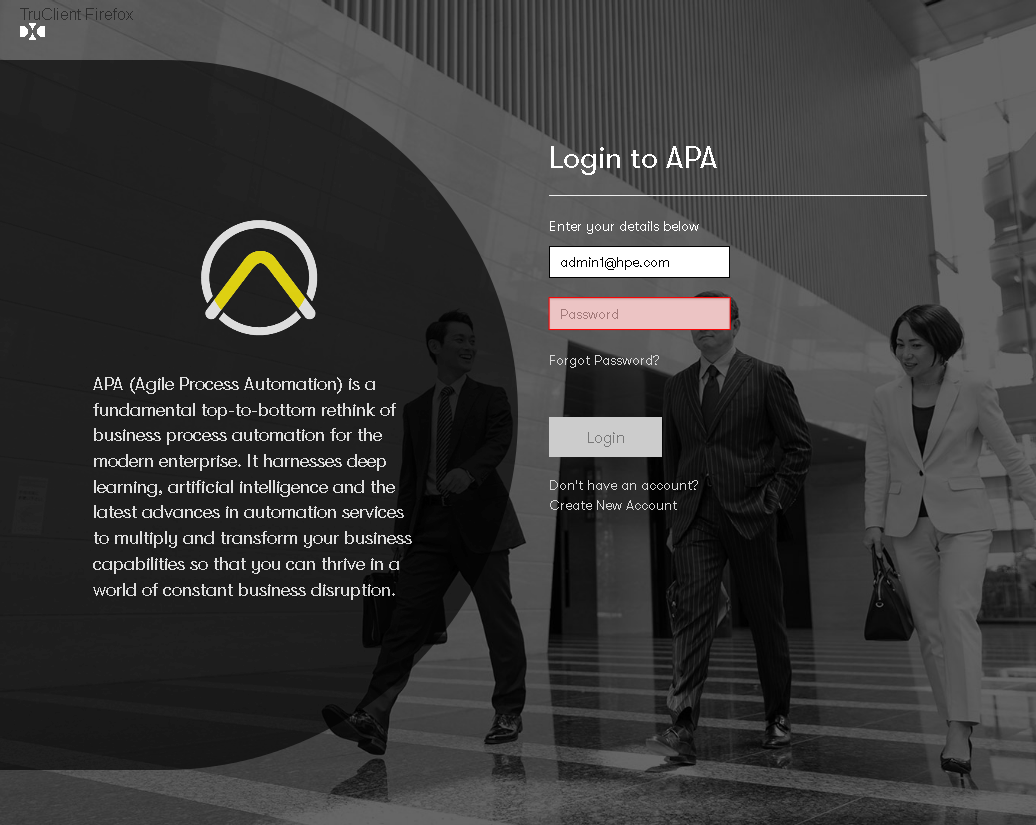 TruClient Firefox
Login to APA
Enter your details below
admin1@hpe.com
Password
Forgot Password?
Login
Don't have an account?
Create New Account
APA (Agile Process Automation) is a
fundamental top-to-bottom rethink of
business process automation for the
modern enterprise. It harnesses deep
learning, artificial intelligence and the
latest advances in automation services
to multiply and transform your business
capabilities so that you can thrive in a
world of constant business disruption.